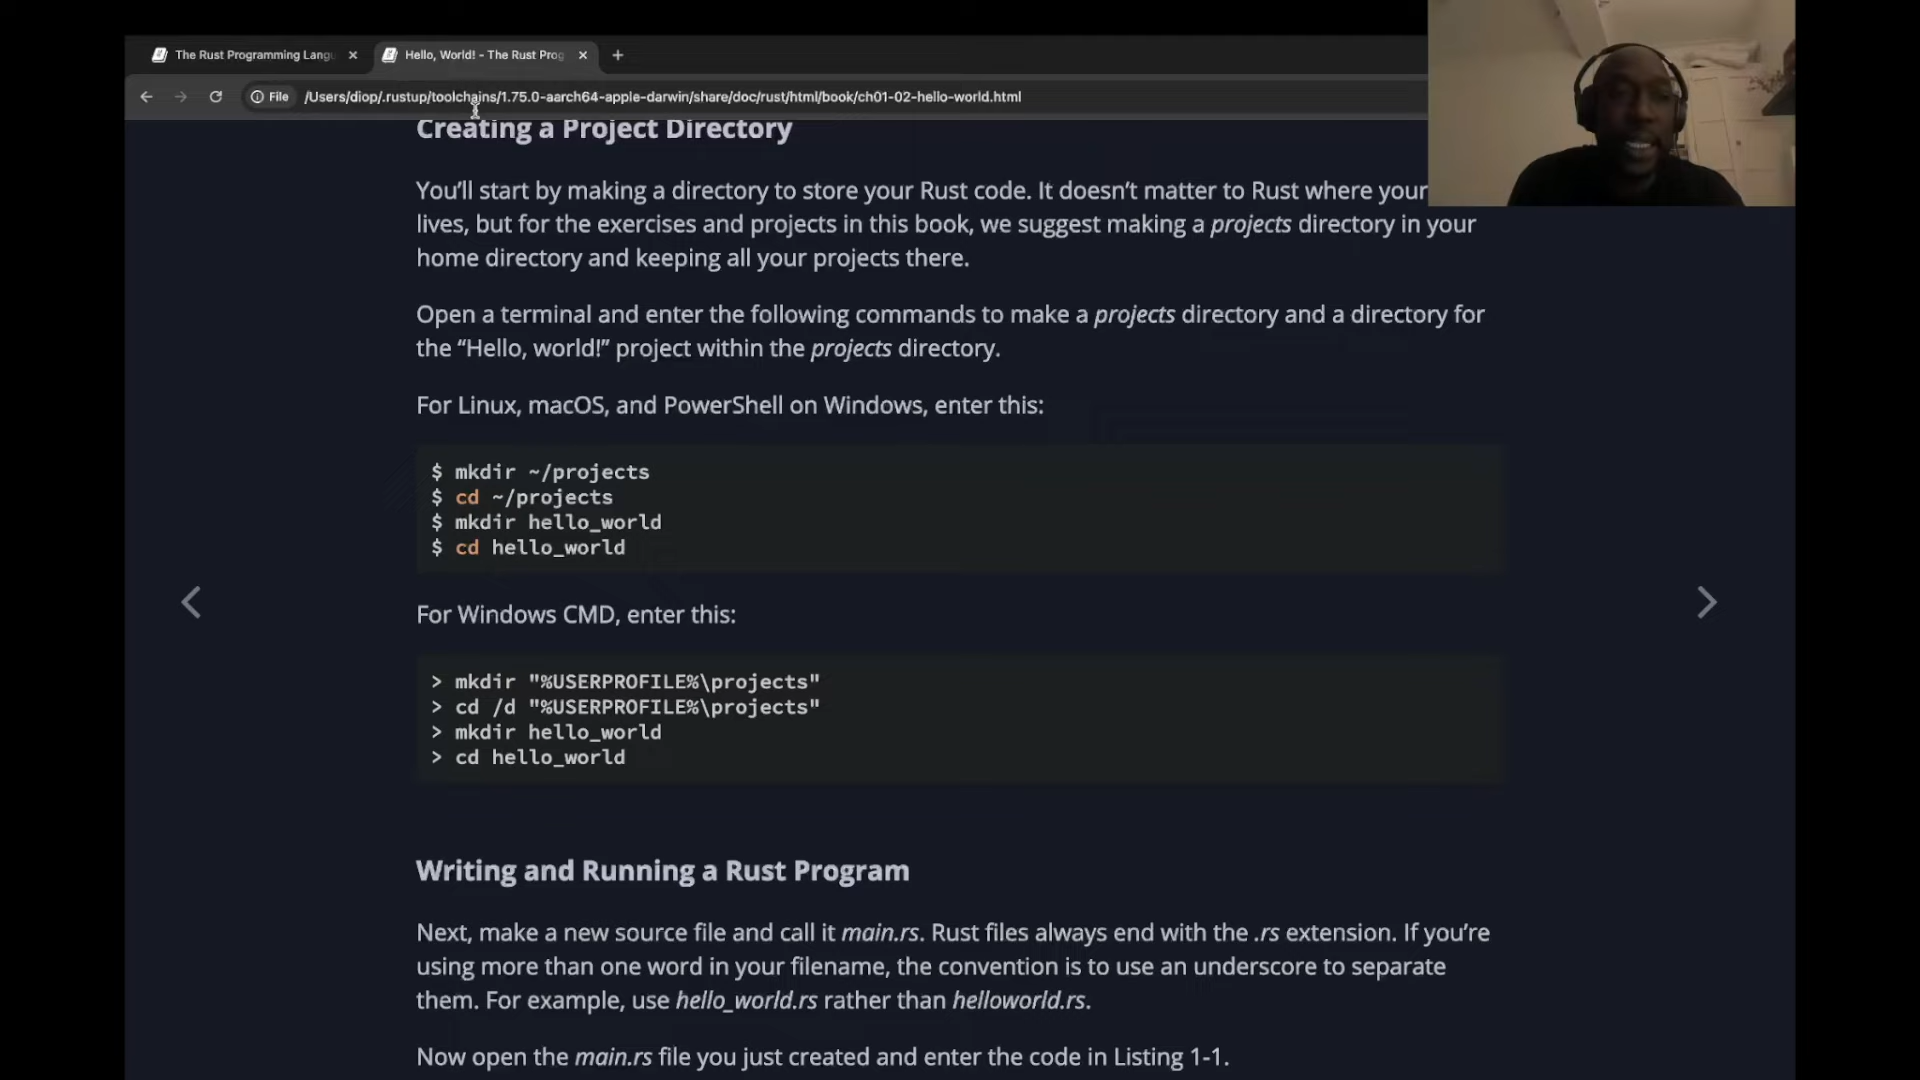 The Rust Programming Langu
Hello, World! - The Rust Prog
File
/Users/diop/.rustup/toolchains/1.75.0-aarch64-apple-darwin/share/doc/rust/html/book/ch01-02-hello-world.html
Creating a Project Directory
You’ll start by making a directory to store your Rust code. It doesn’t matter to Rust where your
lives, but for the exercises and projects in this book, we suggest making a projects directory in your
home directory and keeping all your projects there.
Open a terminal and enter the following commands to make a projects directory and a directory for
the “Hello, world!” project within the projects directory.
For Linux, macOS, and PowerShell on Windows, enter this:
$ mkdir ~/projects
$ cd ~/projects
$ mkdir hello_world
$ cd hello_world
For Windows CMD, enter this:
> mkdir "%USERPROFILE%\projects"
> cd /d "%USERPROFILE%\projects"
> mkdir hello_world
> cd hello_world
Writing and Running a Rust Program
Next, make a new source file and call it main.rs. Rust files always end with the .rs extension. If you’re
using more than one word in your filename, the convention is to use an underscore to separate
them. For example, use hello_world.rs rather than helloworld.rs.
Now open the main.rs file you just created and enter the code in Listing 1-1.